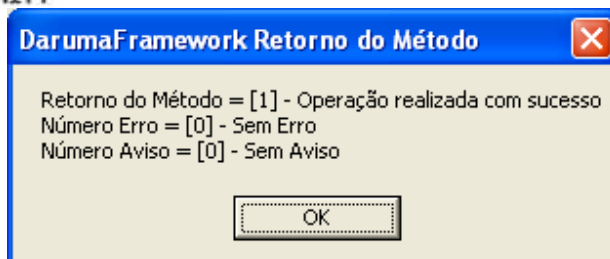 DarumaFramework Retorno do Método
Retorno do Método = [1] - Operação realizada com sucesso
Número Erro = [0] - Sem Erro
Número Aviso = [0] - Sem Aviso
OK